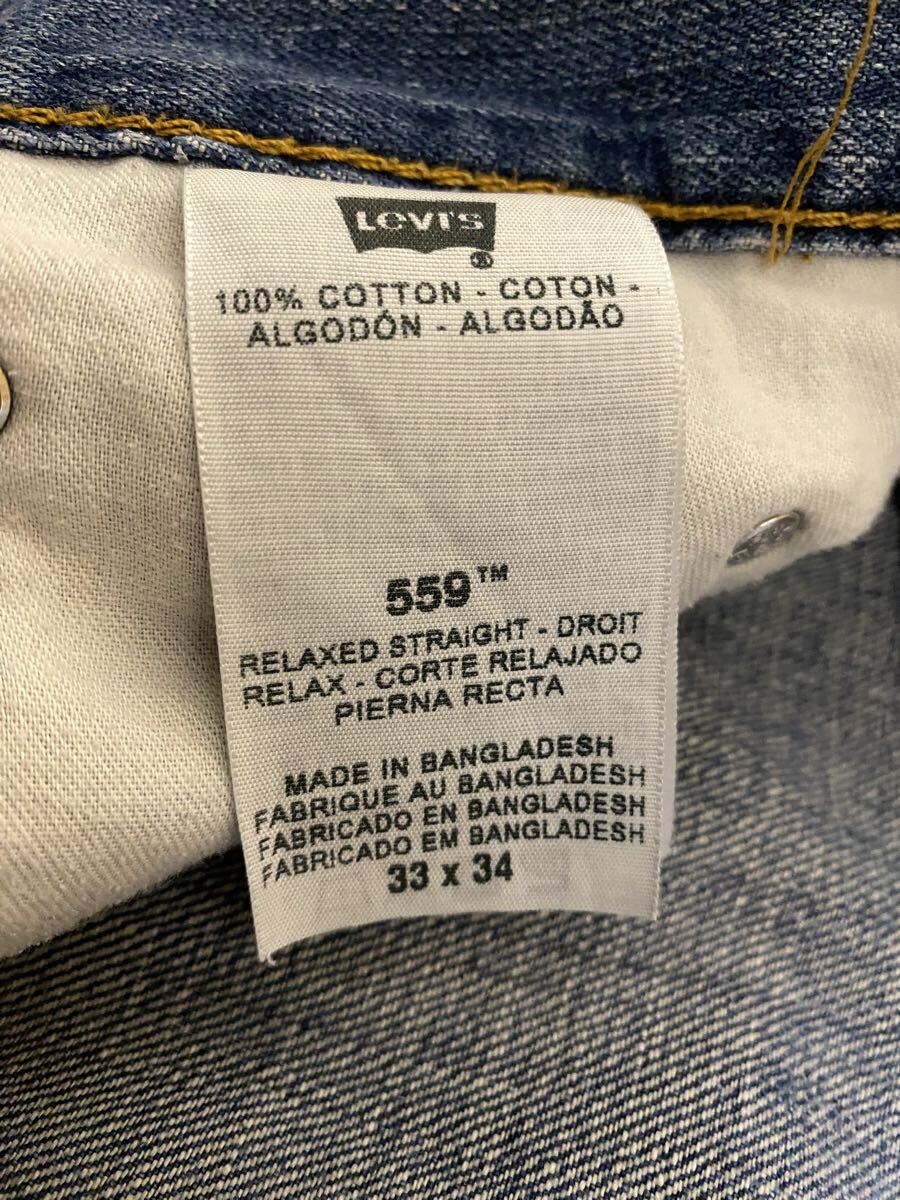 Levi's
®
100% COTTON - COTON -
ALGODÓN - ALGODÃO
559™
RELAXED STRAIGHT - DROIT
RELAX - CORTE RELAJADO
PIERNA RECTA
MADE IN BANGLADESH
FABRIQUE AU BANGLADESH
FABRICADO EN BANGLADESH
FABRICADO EM BANGLADESH
33 x 34